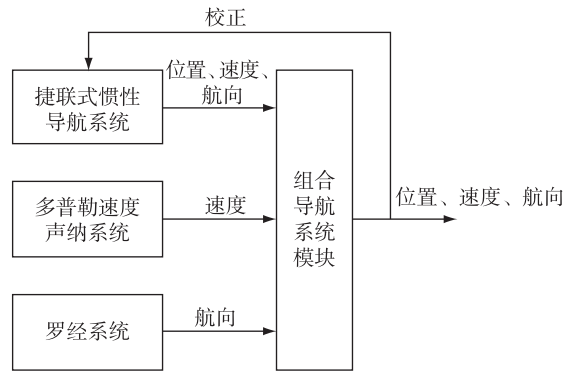 校正
捷联式惯性
导航系统
位置、速度、
航向
多普勒速度
声纳系统
速度
罗经系统
航向
组合
导航
系统
模块
位置、速度、航向